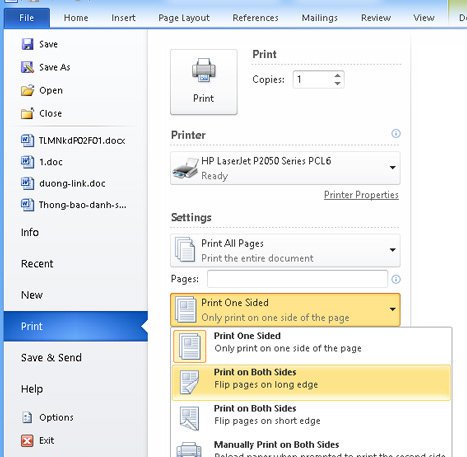 File Home Insert Page Layout References Mailings Review View
Save
Save As
Open
Close
TLMNkdP02F01.docx
1.doc
duong-link.doc
Thong-bao-danh-s...
Info
Recent
New
Print
Save & Send
Help
Options
Exit
Print
Print
Copies: 1
Printer
HP LaserJet P2050 Series PCL6
Ready
Printer Properties
Settings
Print All Pages
Print the entire document
Pages:
Print One Sided
Only print on one side of the page
Print One Sided
Only print on one side of the page
Print on Both Sides
Flip pages on long edge
Print on Both Sides
Flip pages on short edge
Manually Print on Both Sides
Reload paper when prompted to print the second side